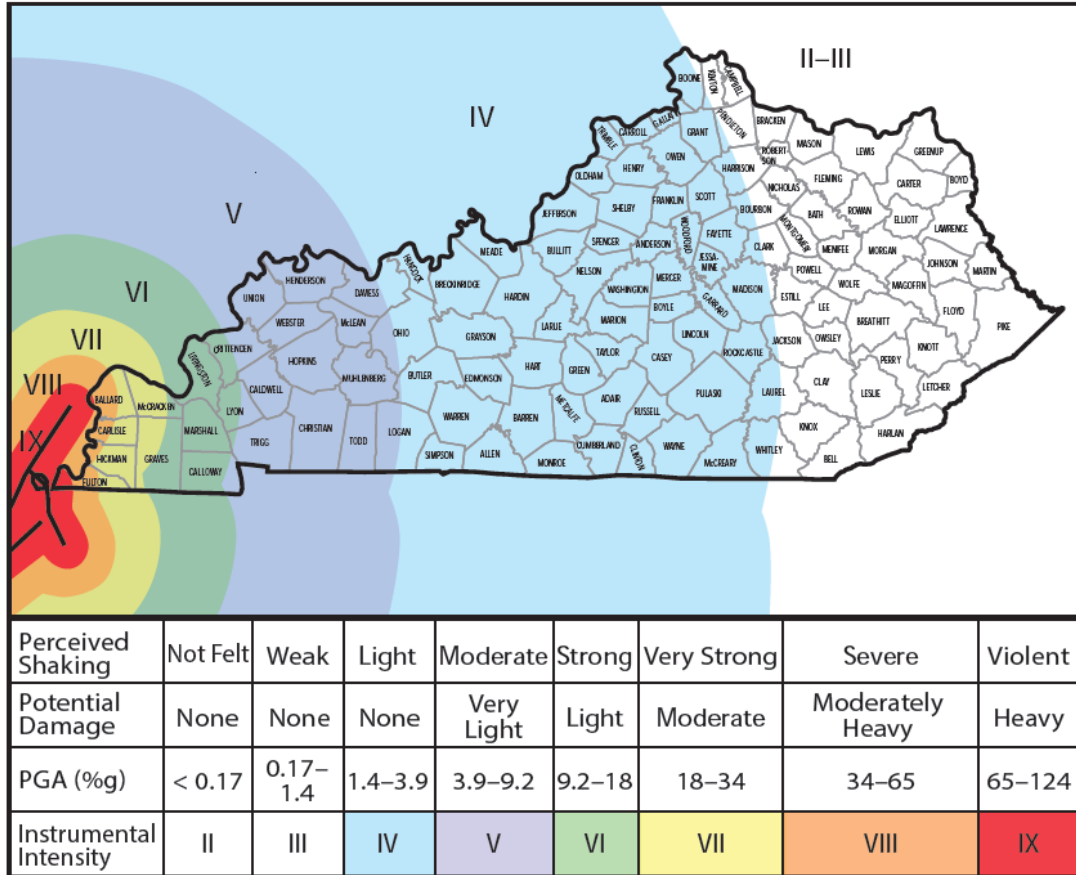 II–III
BOONE
KENTON
CAMPBELL
IV
GALLATIN
PENDLETON
BRACKEN
TRIMBLE
CARROLL
GRANT
MASON
LEWIS
GREENUP
OWEN
ROBERT-
SON
HENRY
HARRISON
FLEMING
BOYD
OLDHAM
CARTER
NICHOLAS
V
SHELBY
FRANKLIN
SCOTT
BATH
ROWAN
JEFFERSON
BOURBON
ELLIOTT
MONTGOMERY
LAWRENCE
WOODFORD
FAYETTE
SPENCER
ANDERSON
CLARK
MENIFEE
MORGAN
MEADE
BULLITT
JESSA-
MINE
JOHNSON
HANCOCK
NELSON
MERCER
POWELL
MARTIN
HENDERSON
BRECKINRIDGE
WASHINGTON
MADISON
WOLFE
MAGOFFIN
VI
UNION
DAVIESS
HARDIN
GARRARD
ESTILL
BOYLE
LEE
FLOYD
WEBSTER
McLEAN
MARION
BREATHITT
PIKE
OHIO
LARUE
LINCOLN
VII
GRAYSON
JACKSON
OWSLEY
CRITTENDEN
TAYLOR
CASEY
ROCKCASTLE
KNOTT
LIVINGSTON
HOPKINS
HART
GREEN
PERRY
MUHLENBERG
BUTLER
EDMONSON
CLAY
LETCHER
VIII
CALDWELL
ADAIR
PULASKI
LAUREL
LESLIE
BALLARD
McCRACKEN
LYON
METCALFE
RUSSELL
WARREN
BARREN
KNOX
CARLISLE
MARSHALL
CHRISTIAN
HARLAN
IX
TRIGG
TODD
LOGAN
CUMBERLAND
WAYNE
WHITLEY
HICKMAN
GRAVES
SIMPSON
ALLEN
CLINTON
BELL
CALLOWAY
MONROE
McCREARY
FULTON
Perceived Shaking Not Felt Weak Light Moderate Strong Very Strong Severe Violent
Potential Damage None None None Very Light Light Moderate Moderately Heavy Heavy
PGA (%g) < 0.17 0.17–1.4 1.4–3.9 3.9–9.2 9.2–18 18–34 34–65 65–124
Instrumental Intensity II III IV V VI VII VIII IX